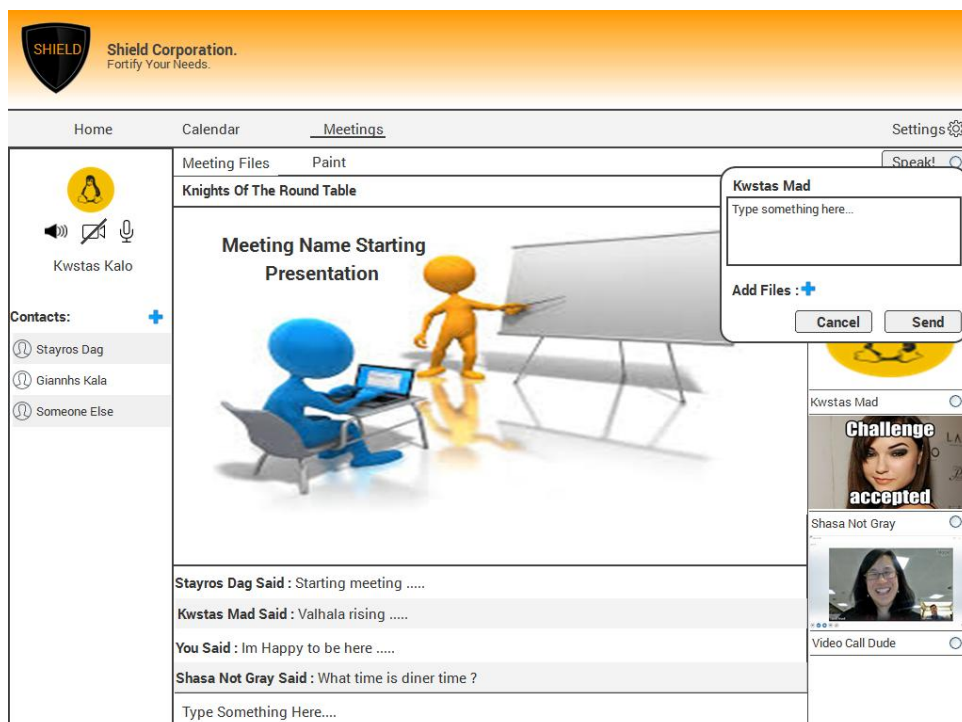 SHIELD
Shield Corporation.
Fortify Your Needs.
Home
Calendar
Meetings
Settings
Kwstas Kalo
Contacts:
Stayros Dag
Giannhs Kala
Someone Else
Meeting Files
Paint
Speak!
Knights Of The Round Table
Meeting Name Starting
Presentation
Kwstas Mad
Type something here...
Add Files :
Cancel
Send
Kwstas Mad
Challenge
accepted
Shasa Not Gray
Video Call Dude
Stayros Dag Said : Starting meeting .....
Kwstas Mad Said : Valhala rising .....
You Said : Im Happy to be here .....
Shasa Not Gray Said : What time is diner time ?
Type Something Here....